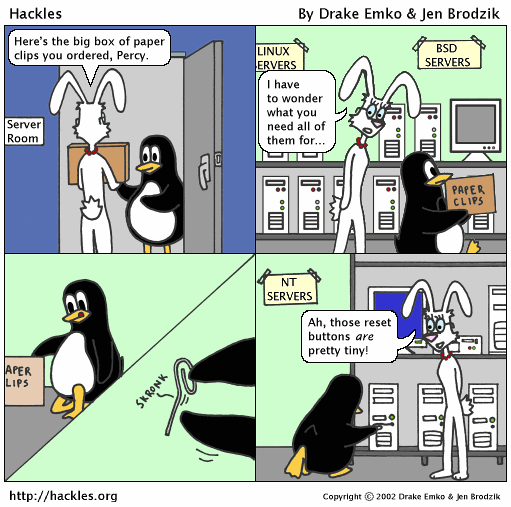 Hackles
By Drake Emko & Jen Brodzik
Here's the big box of paper
clips you ordered, Percy.
Server
Room
LINUX
SERVERS
BSD
SERVERS
I have
to wonder
what you
need all of
them for...
PAPER
CLIPS
APER
LIPS
SKRONK
NT
SERVERS
Ah, those reset
buttons are
pretty tiny!
http://hackles.org
Copyright © 2002 Drake Emko & Jen Brodzik